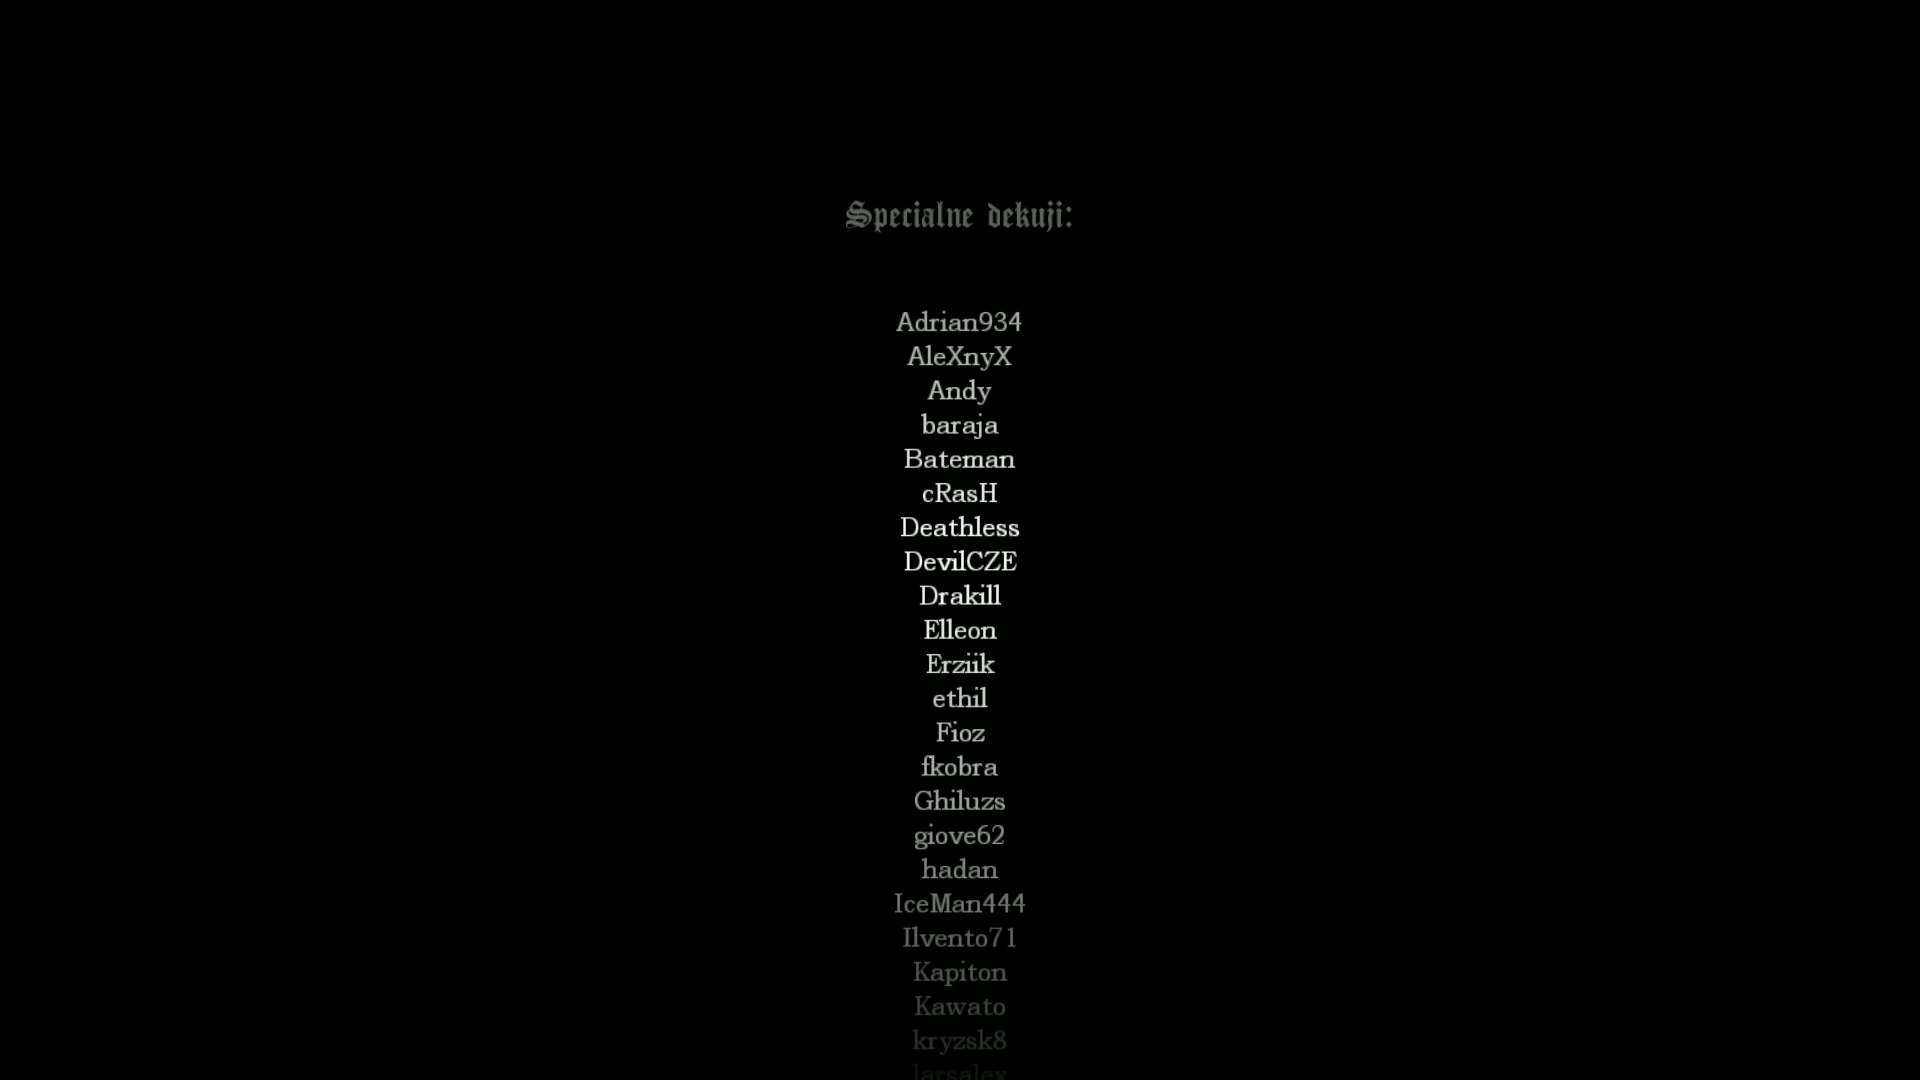 Specialne dekuji:
Adrian934
AleXnyX
Andy
baraja
Bateman
cRasH
Deathless
DevilCZE
Drakill
Elleon
Erziik
ethil
Fioz
fkobra
Ghiluzs
giove62
hadan
IceMan444
Ilvento71
Kapiton
Kawato
kryzsk8
larsalex